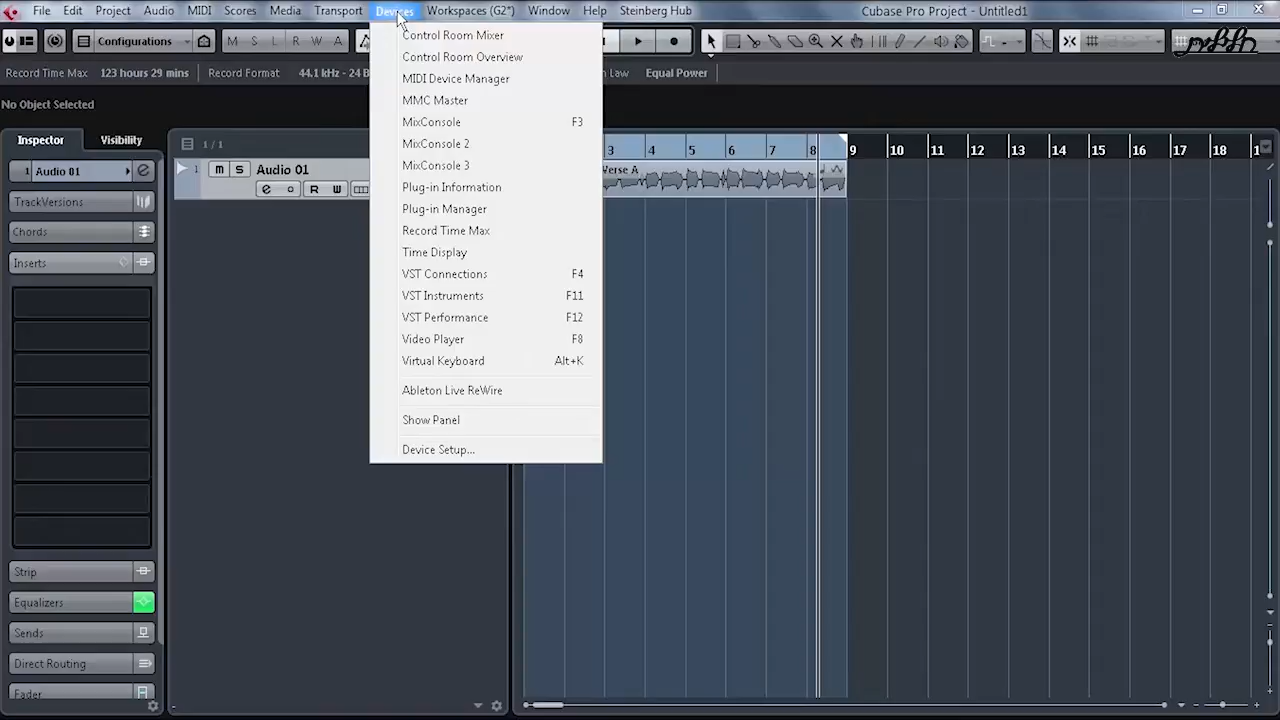 File Edit Project Audio MIDI Scores Media Transport Devices Workspaces (G2*) Window Help Steinberg Hub Cubase Pro Project - Untitled1
Configurations M S L R W A
Record Time Max 123 hours 29 mins Record Format 44.1 kHz - 24 B n Law Equal Power
No Object Selected
Inspector Visibility
1 / 1
1 Audio 01
TrackVersions
Chords
Inserts
Strip
Equalizers
Sends
Direct Routing
Fader
1 m S Audio 01
e R W
Control Room Mixer
Control Room Overview
MIDI Device Manager
MMC Master
MixConsole F3
MixConsole 2
MixConsole 3
Plug-in Information
Plug-in Manager
Record Time Max
Time Display
VST Connections F4
VST Instruments F11
VST Performance F12
Video Player F8
Virtual Keyboard Alt+K
Ableton Live ReWire
Show Panel
Device Setup...
3 4 5 6 7 8 9 10 11 12 13 14 15 16 17 18 1
Verse A